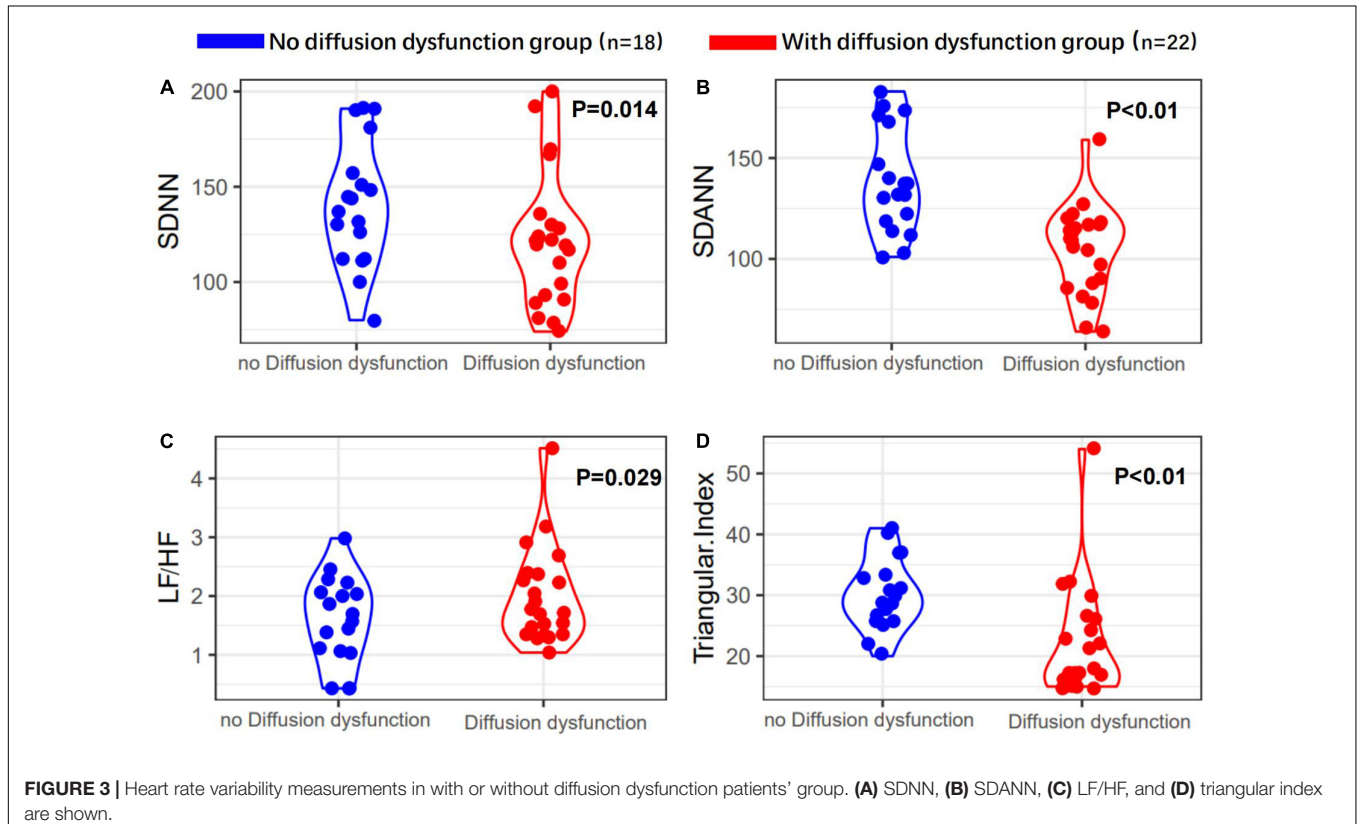 No diffusion dysfunction group (n=18) With diffusion dysfunction group (n=22)
A
P=0.014
200
150
100
SDNN
no Diffusion dysfunction Diffusion dysfunction
B
P<0.01
150
100
SDANN
no Diffusion dysfunction Diffusion dysfunction
C
P=0.029
4
3
2
1
LF/HF
no Diffusion dysfunction Diffusion dysfunction
D
P<0.01
50
40
30
20
Triangular.Index
no Diffusion dysfunction Diffusion dysfunction
FIGURE 3 | Heart rate variability measurements in with or without diffusion dysfunction patients’ group. (A) SDNN, (B) SDANN, (C) LF/HF, and (D) triangular index
are shown.